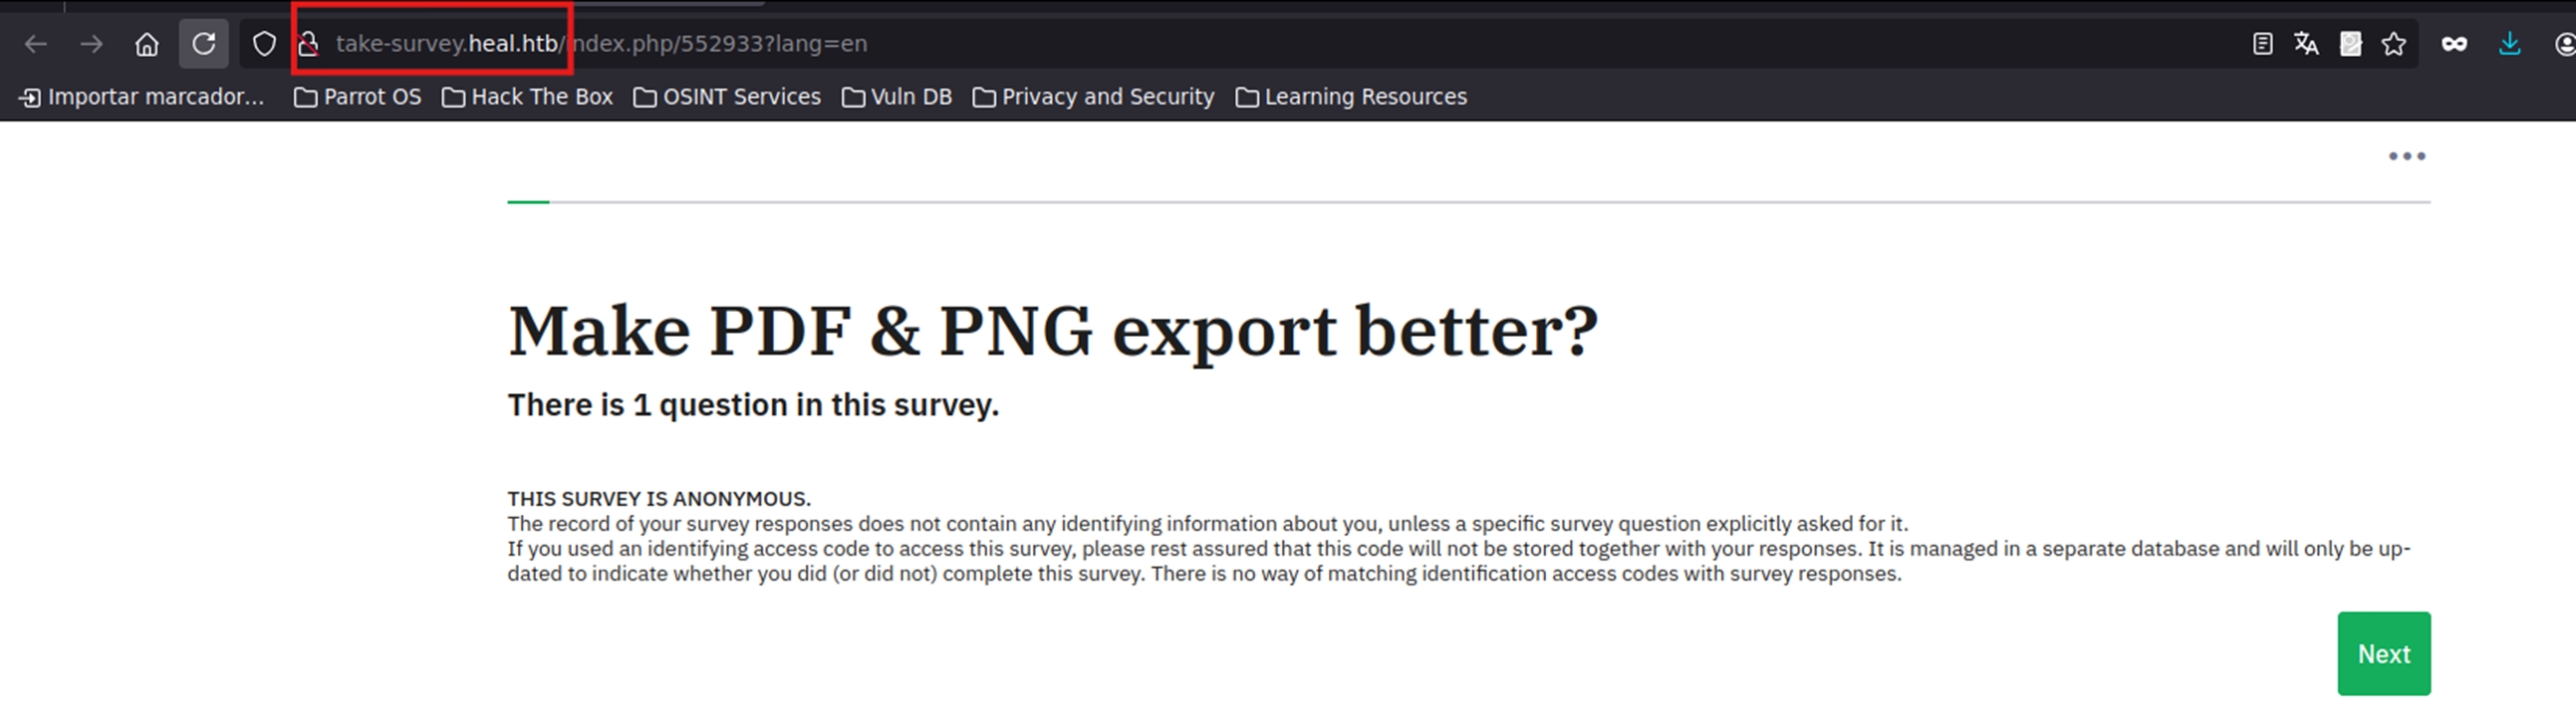 take-survey.heal.htb/index.php/552933?lang=en
Importar marcador... Parrot OS Hack The Box OSINT Services Vuln DB Privacy and Security Learning Resources
Make PDF & PNG export better?
There is 1 question in this survey.
THIS SURVEY IS ANONYMOUS.
The record of your survey responses does not contain any identifying information about you, unless a specific survey question explicitly asked for it.
If you used an identifying access code to access this survey, please rest assured that this code will not be stored together with your responses. It is managed in a separate database and will only be up-
dated to indicate whether you did (or did not) complete this survey. There is no way of matching identification access codes with survey responses.
Next